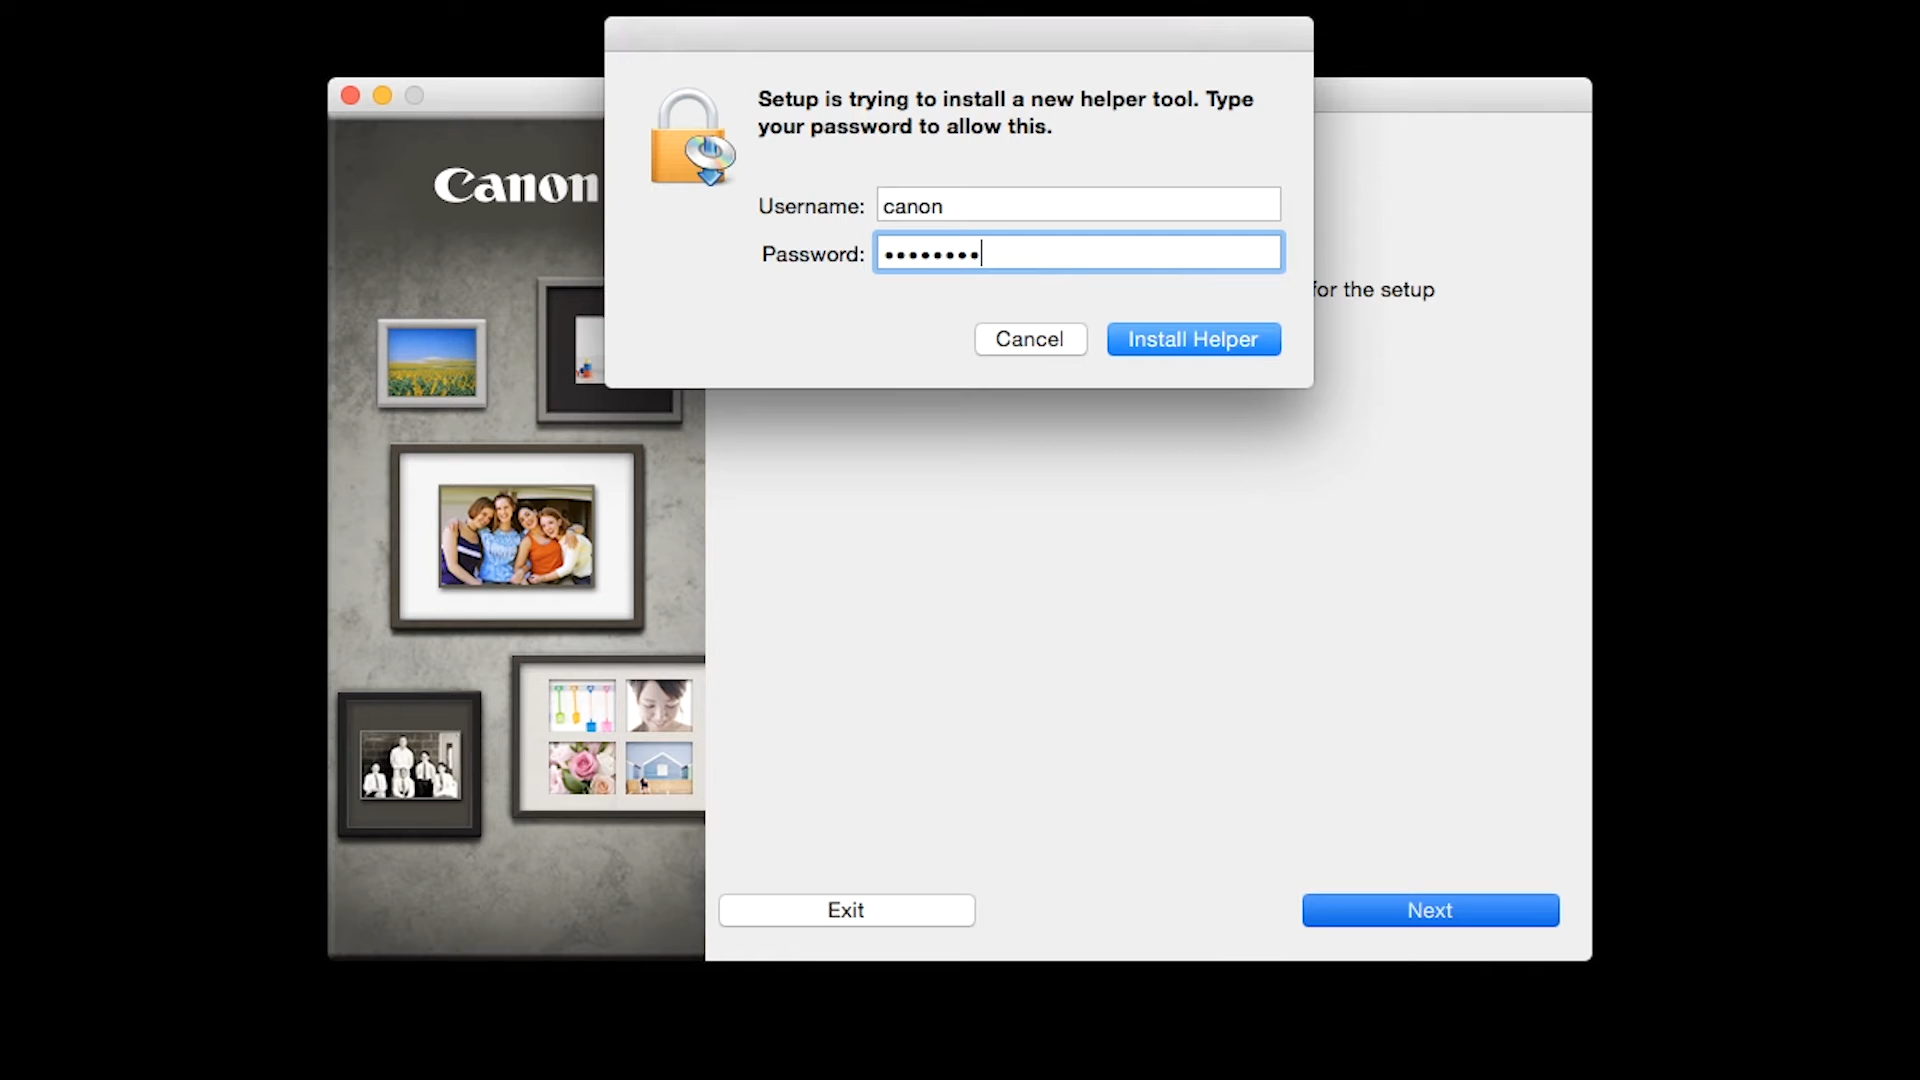 Setup is trying to install a new helper tool. Type
your password to allow this.
Canon
Username: canon
Password: ••••••••
for the setup
Cancel
Install Helper
Exit
Next